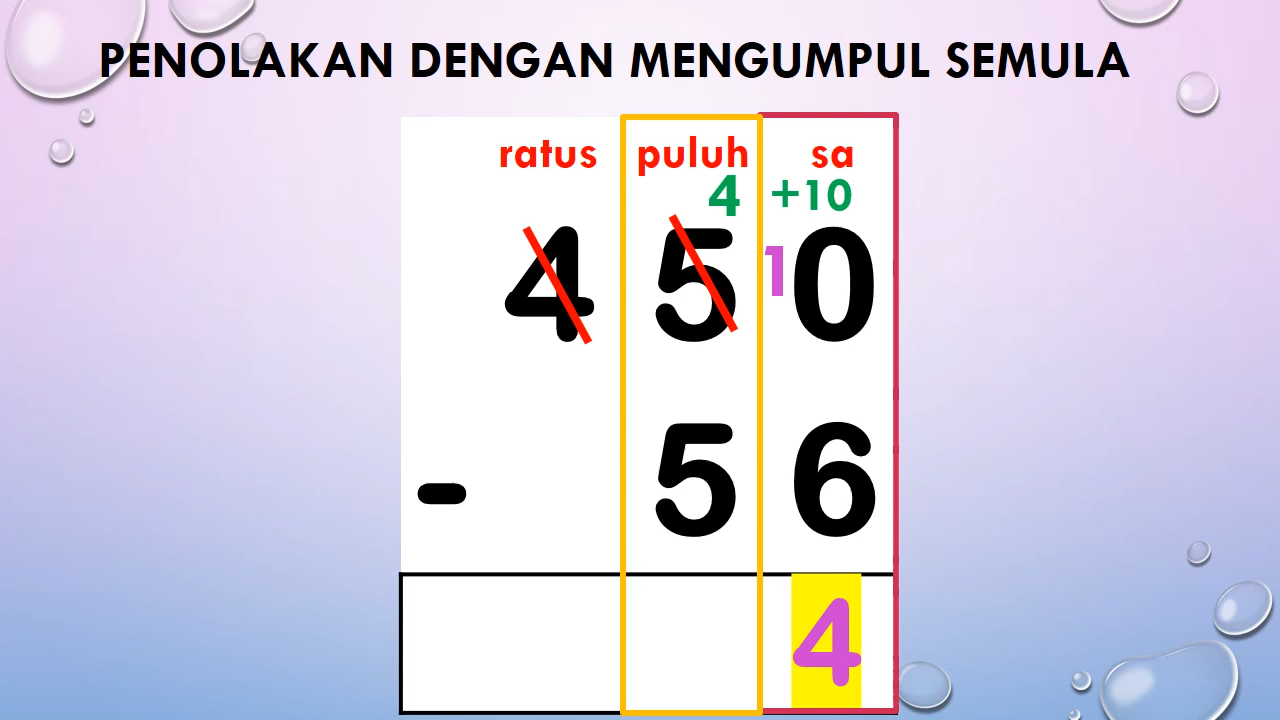 PENOLAKAN DENGAN MENGUMPUL SEMULA
ratus puluh sa
4 +10
4 5 10
- 5 6
4